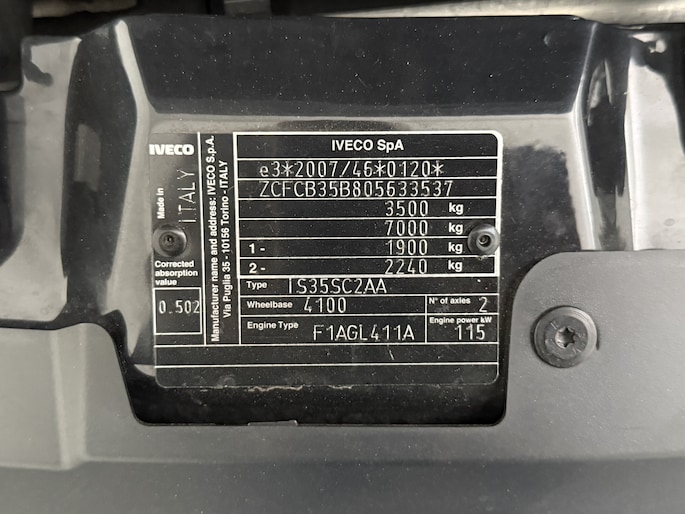 IVECO
Made in
ITALY
Corrected
absorption
value
0.502
Manufacturer name and address: IVECO S.p.A.
Via Puglia 35 - 10156 Torino - ITALY
IVECO SpA
e3*2007/46*0120*
ZCFCB35B805633537
3500 kg
7000 kg
1- 1900 kg
2- 2240 kg
Type IS35SC2AA
Wheelbase 4100 N° of axies 2
Engine Type F1AGL411A Engine power kW 115